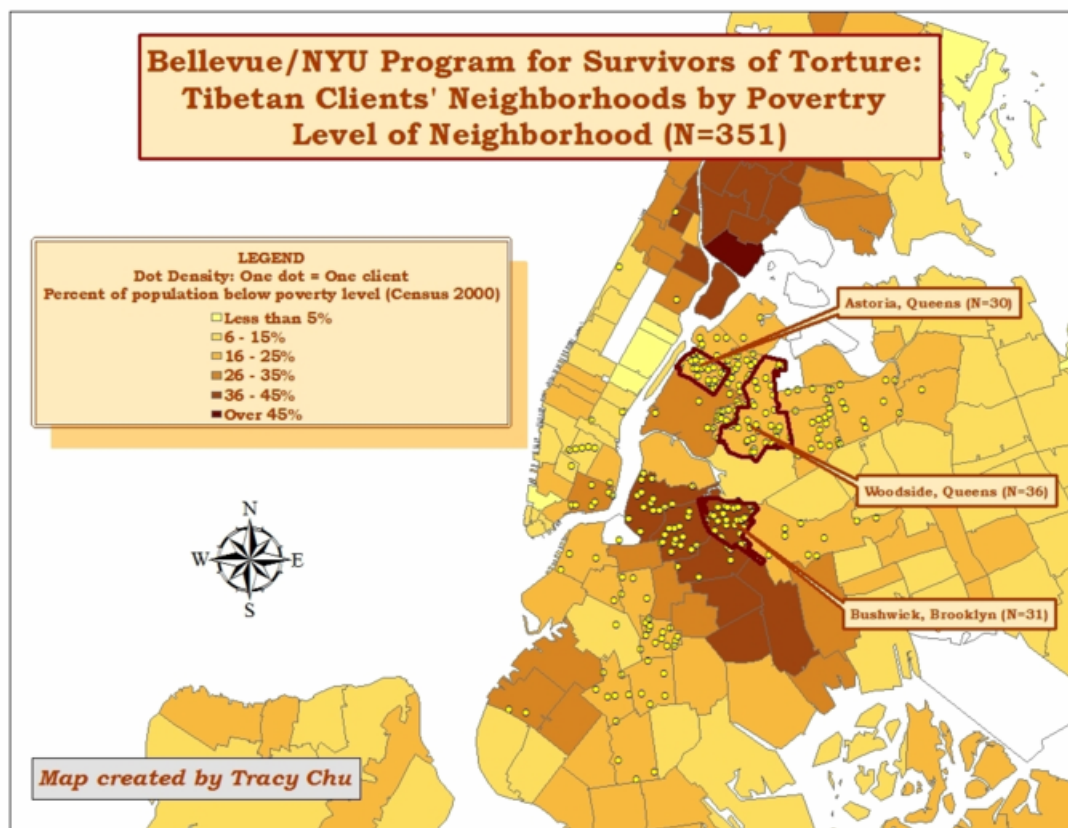 Bellevue/NYU Program for Survivors of Torture:
Tibetan Clients' Neighborhoods by Povertry
Level of Neighborhood (N=351)
LEGEND
Dot Density: One dot = One client
Percent of population below poverty level (Census 2000)
Less than 5%
6 - 15%
16 - 25%
26 - 35%
36 - 45%
Over 45%
Astoria, Queens (N=30)
Woodside, Queens (N=36)
N
W E
S
Bushwick, Brooklyn (N=31)
Map created by Tracy Chu